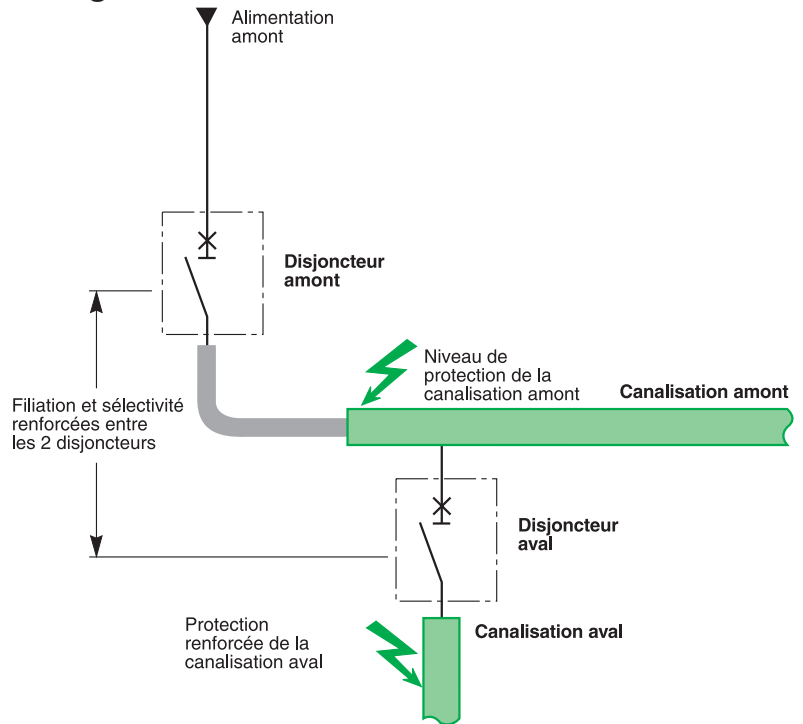 Alimentation
amont
Disjoncteur
amont
Niveau de
protection de la
canalisation amont
Canalisation amont
Filiation et sélectivité
renforcées entre
les 2 disjoncteurs
Disjoncteur
aval
Protection
renforcée de la
canalisation aval
Canalisation aval